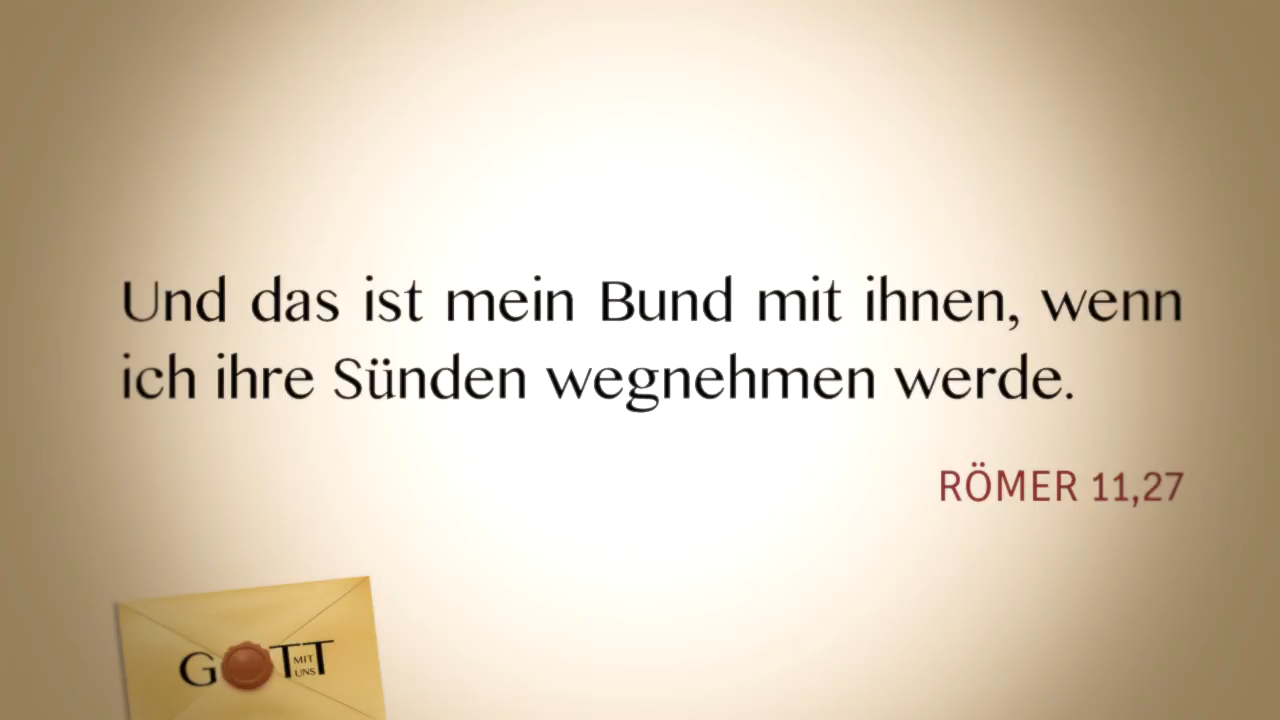 Und das ist mein Bund mit ihnen, wenn
ich ihre Sünden wegnehmen werde.
RÖMER 11,27
GOTT
MIT
UNS